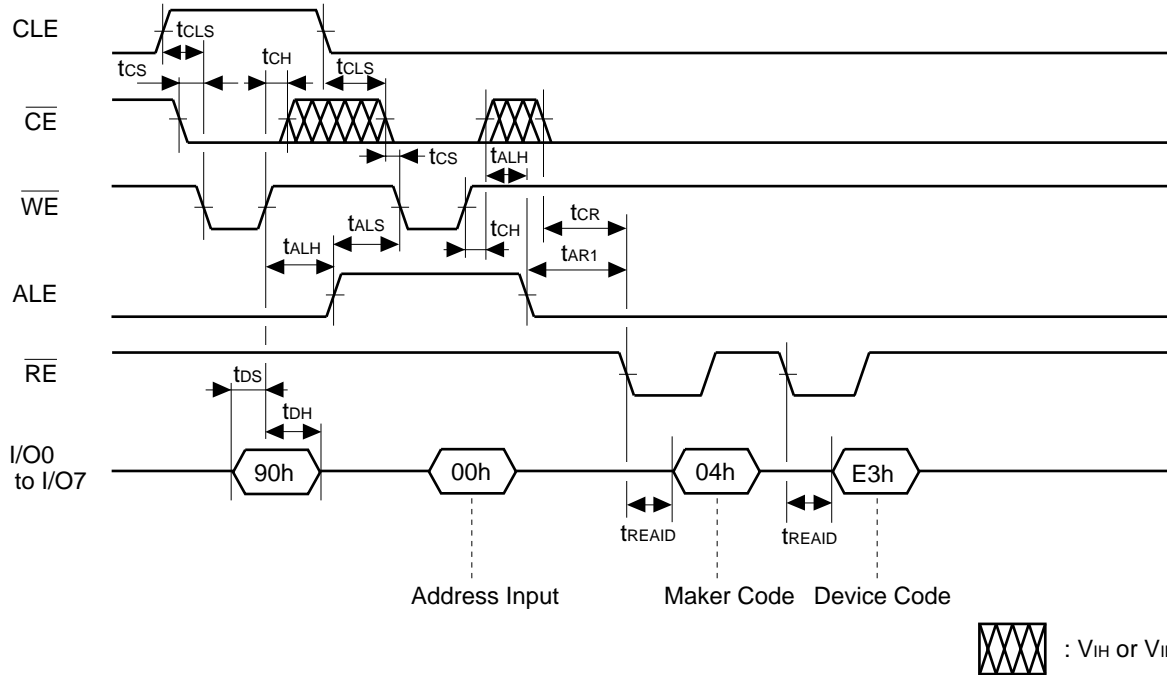 CLE
tCLS
tCS
tCH
tCLS
CE
tCS
tALH
WE
tCR
tALS
tCH
tALH
tAR1
ALE
RE
tDS
tDH
I/O0
to I/O7
90h
00h
04h
E3h
tREAID
tREAID
Address Input
Maker Code
Device Code
: VIH or